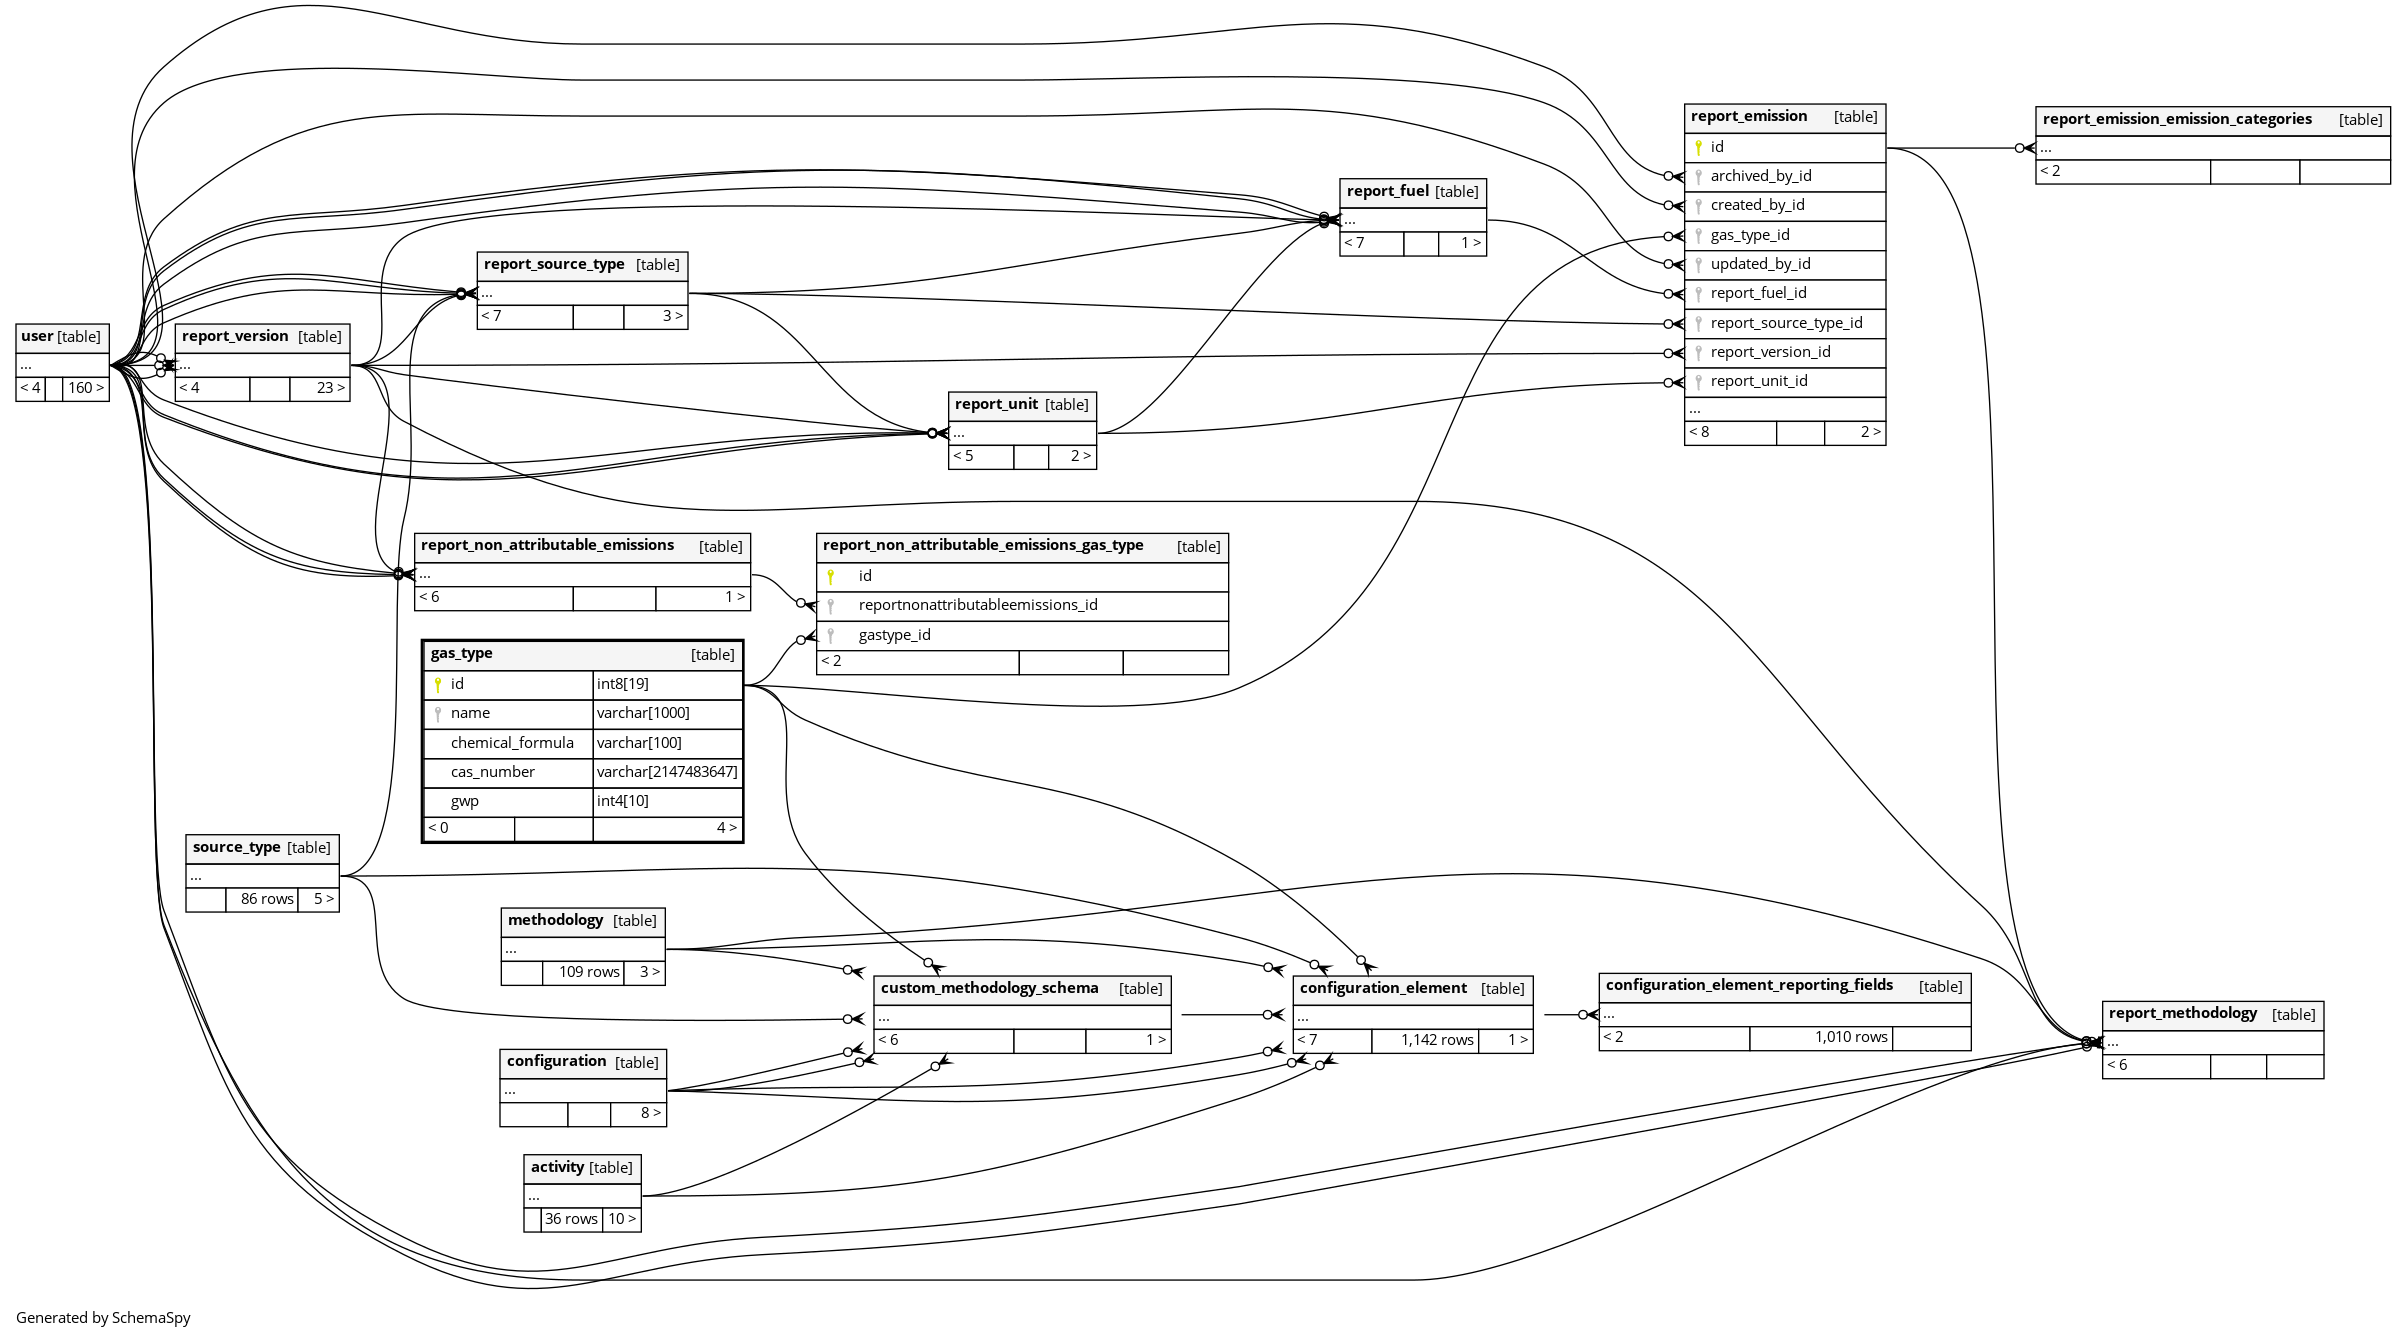 report_emission [table]
id
archived_by_id
created_by_id
gas_type_id
updated_by_id
report_fuel_id
report_source_type_id
report_version_id
report_unit_id
...
< 8 2 >
report_emission_emission_categories [table]
...
< 2
report_fuel [table]
...
< 7 1 >
report_source_type [table]
...
< 7 3 >
user [table]
...
< 4 160 >
report_version [table]
...
< 4 23 >
report_unit [table]
...
< 5 2 >
report_non_attributable_emissions [table]
...
< 6 1 >
report_non_attributable_emissions_gas_type [table]
id
reportnonattributableemissions_id
gastype_id
< 2
gas_type [table]
id int8[19]
name varchar[1000]
chemical_formula varchar[100]
cas_number varchar[2147483647]
gwp int4[10]
< 0 4 >
source_type [table]
...
86 rows 5 >
methodology [table]
...
109 rows 3 >
custom_methodology_schema [table]
...
< 6 1 >
configuration_element [table]
...
< 7 1,142 rows 1 >
configuration_element_reporting_fields [table]
...
< 2 1,010 rows
report_methodology [table]
...
< 6
configuration [table]
...
8 >
activity [table]
...
36 rows 10 >
Generated by SchemaSpy